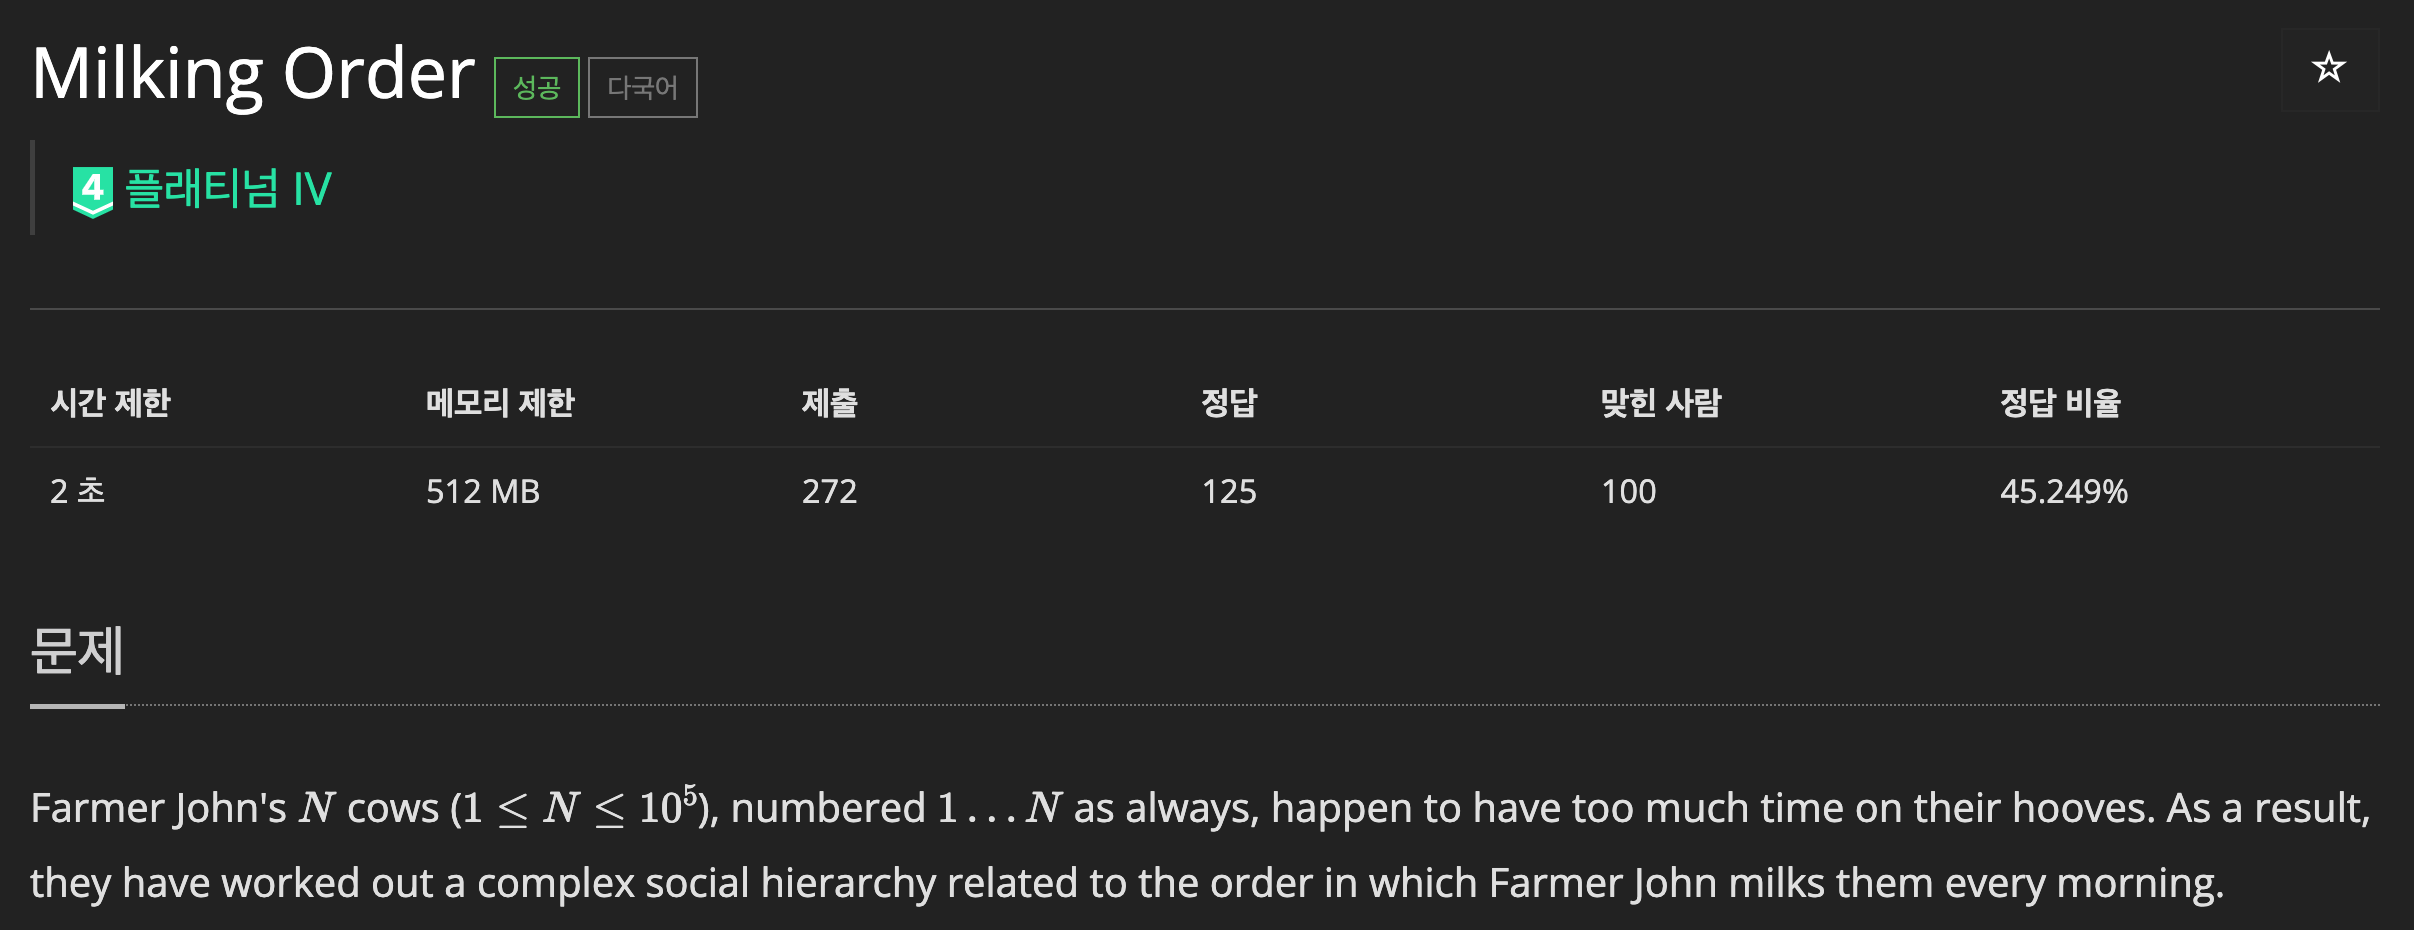 Milking Order 성공 다국어
4 플래티넘 IV
시간 제한 메모리 제한 제출 정답 맞힌 사람 정답 비율
2 초 512 MB 272 125 100 45.249%
문제
Farmer John's N cows (1 ≤ N ≤ 10⁵), numbered 1…N as always, happen to have too much time on their hooves. As a result,
they have worked out a complex social hierarchy related to the order in which Farmer John milks them every morning.